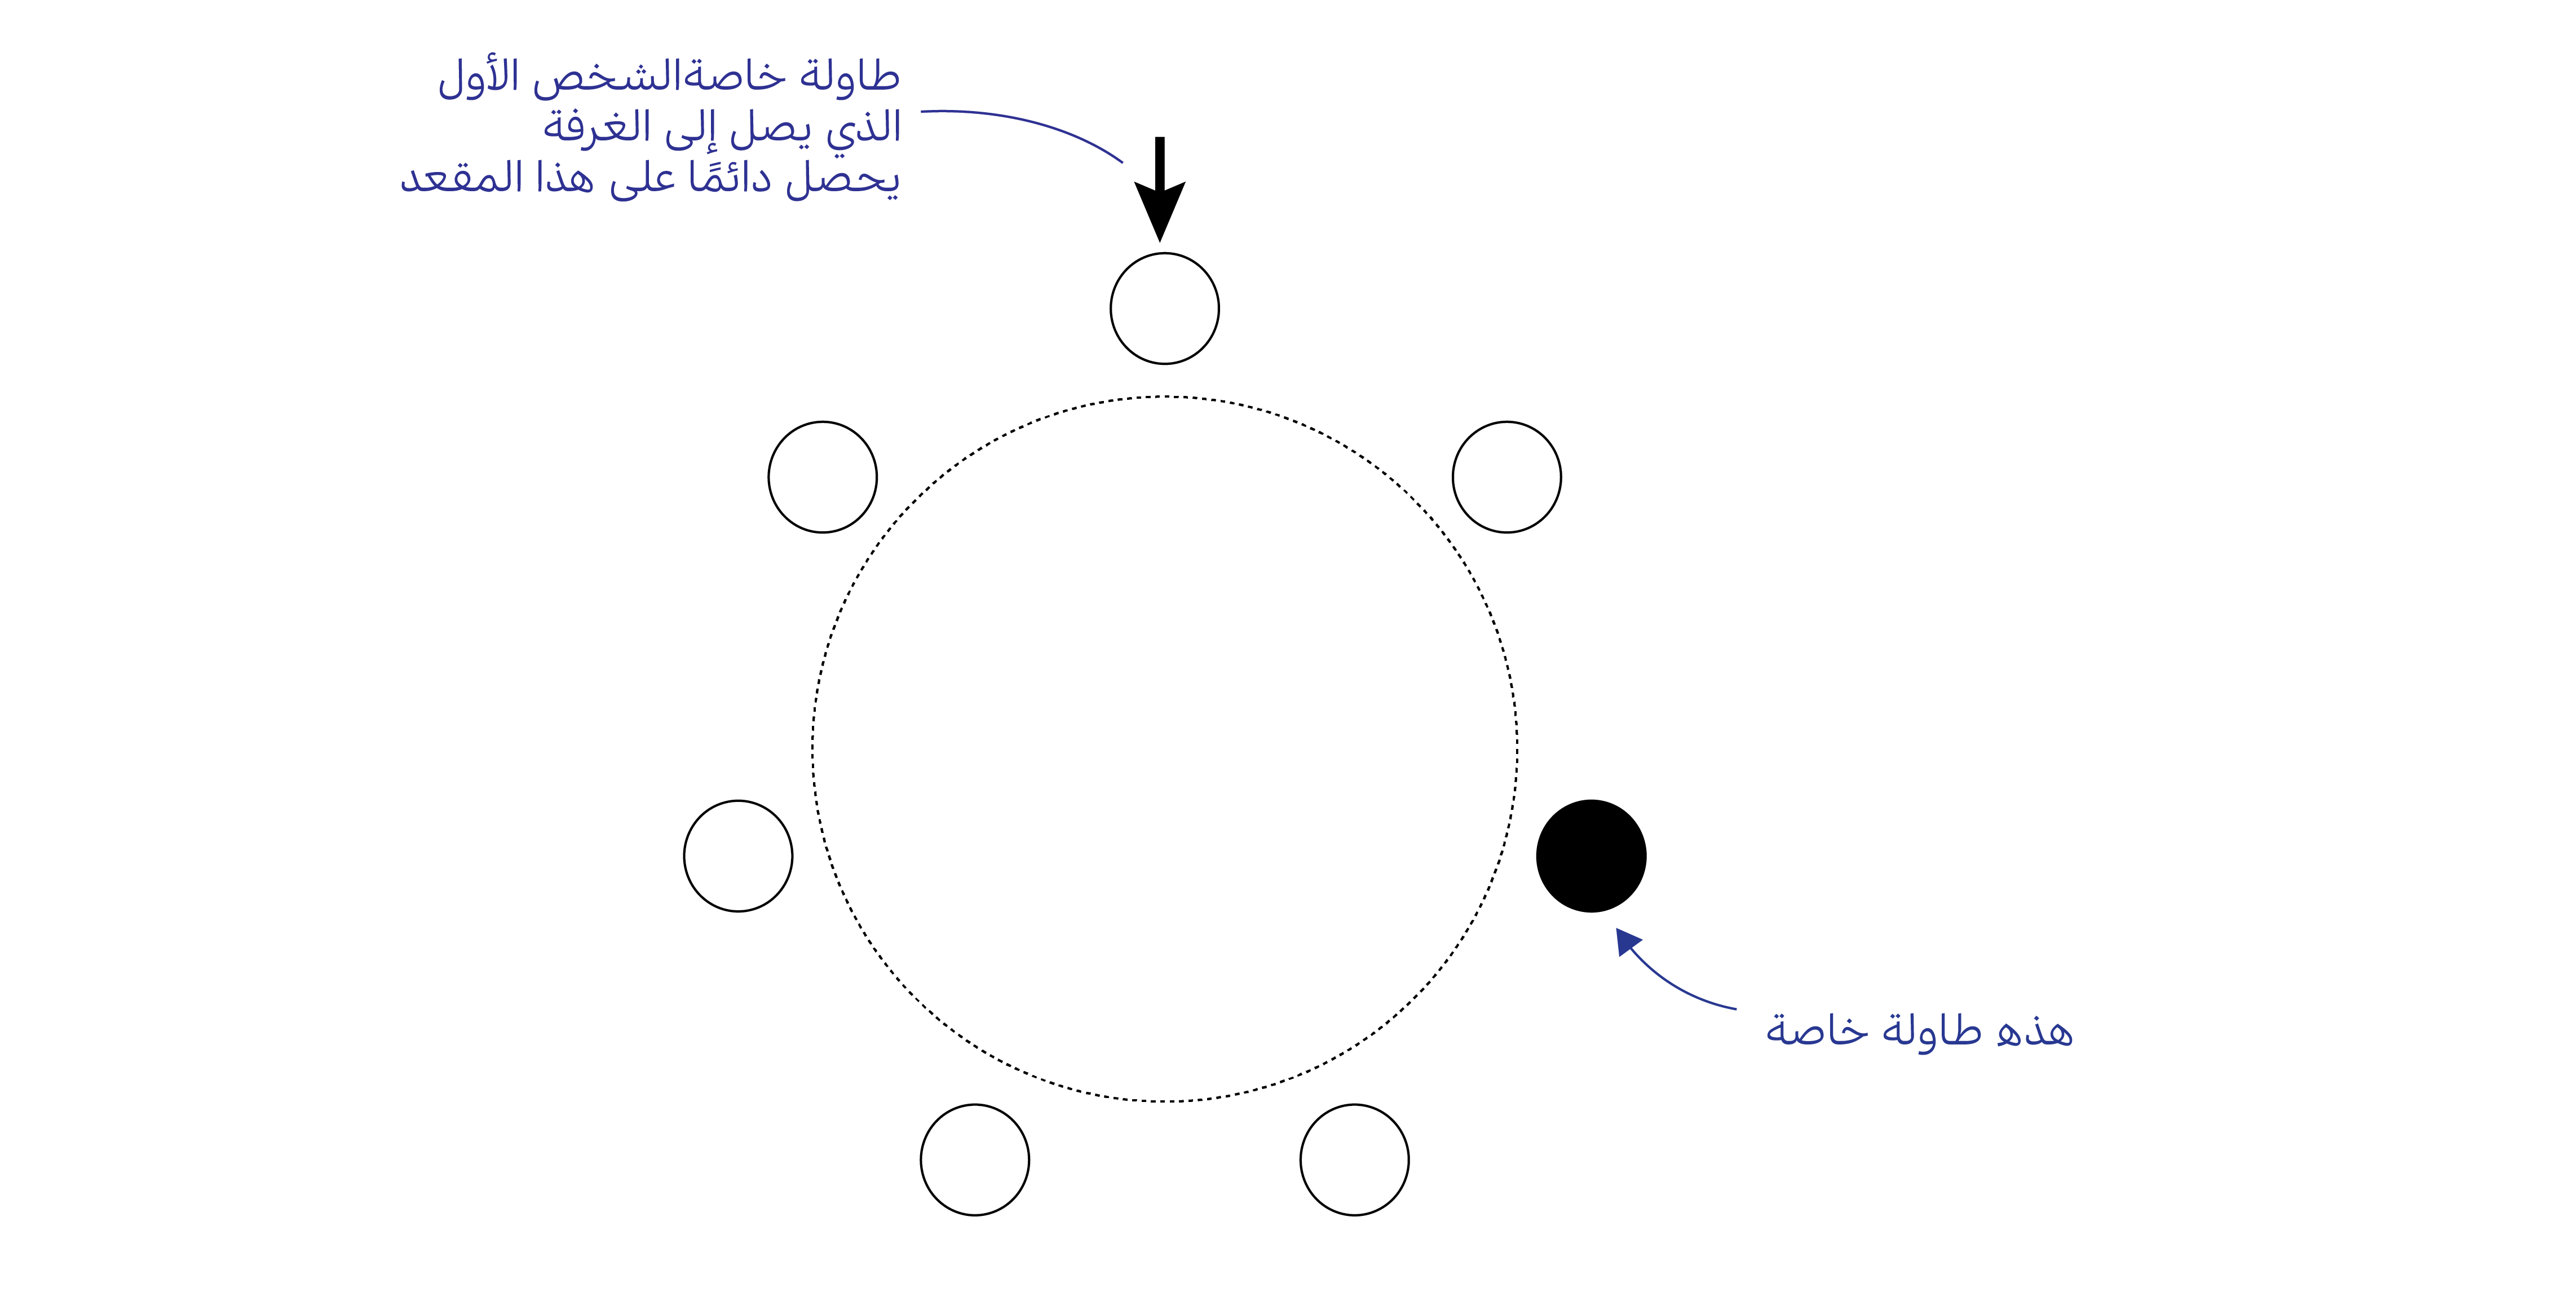 طاولة خاصةالشخص الأول
الذي يصل إلى الغرفة
يحصل دائمًا على هذا المقعد
هذه طاولة خاصة